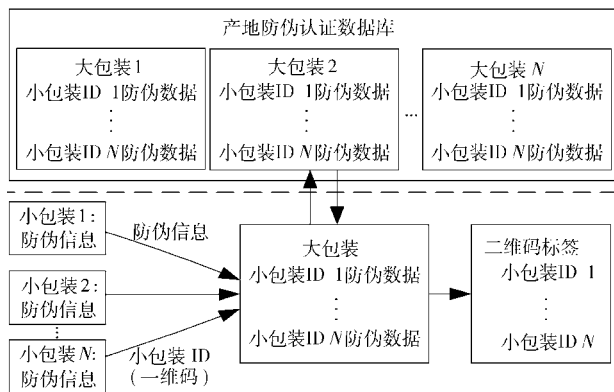 产地防伪认证数据库
大包装1
小包装ID 1防伪数据
⋮
小包装ID N防伪数据
大包装2
小包装ID 1防伪数据
⋮
小包装ID N防伪数据
...
大包装 N
小包装ID 1防伪数据
⋮
小包装ID N防伪数据
小包装1:
防伪信息
小包装2:
防伪信息
...
小包装 N:
防伪信息
防伪信息
小包装 ID
(一维码)
大包装
小包装ID 1防伪数据
⋮
小包装ID N防伪数据
二维码标签
小包装ID 1
⋮
小包装ID N